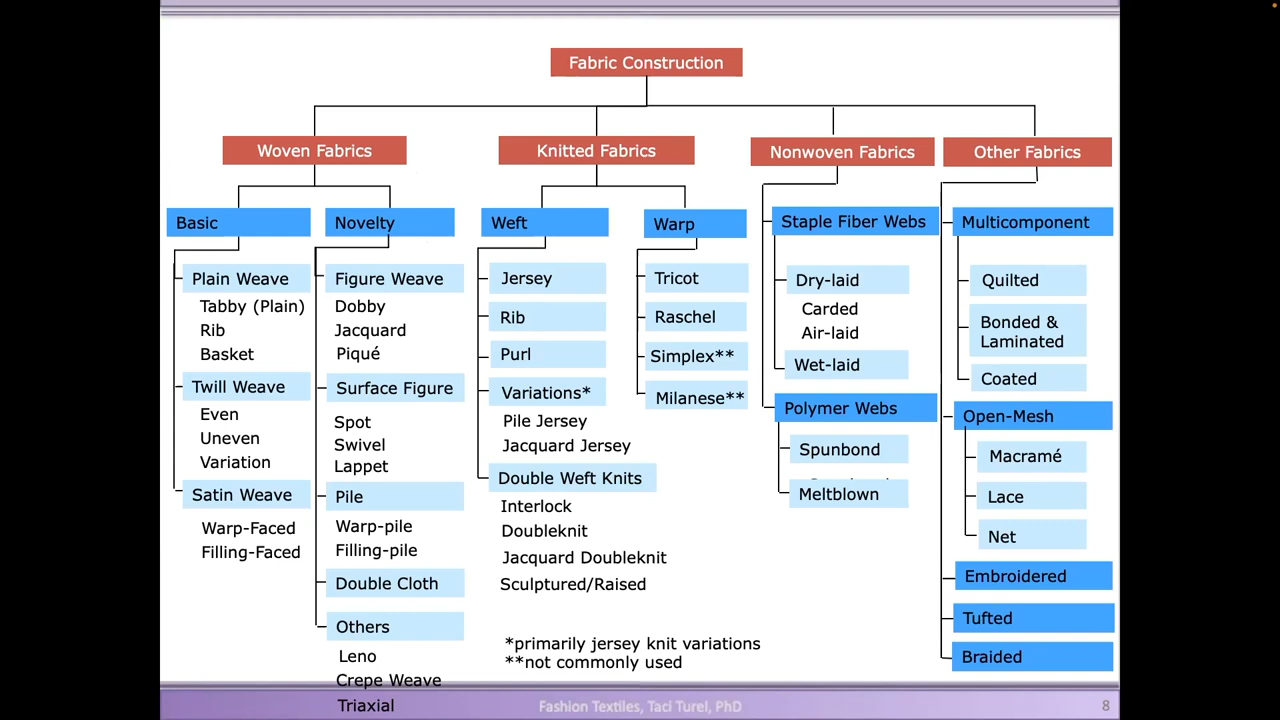 Fabric Construction
Woven Fabrics
Knitted Fabrics
Nonwoven Fabrics
Other Fabrics
Basic
Plain Weave
Tabby (Plain)
Rib
Basket
Twill Weave
Even
Uneven
Variation
Satin Weave
Warp-Faced
Filling-Faced
Novelty
Figure Weave
Dobby
Jacquard
Piqué
Surface Figure
Spot
Swivel
Lappet
Pile
Warp-pile
Filling-pile
Double Cloth
Others
Leno
Crepe Weave
Triaxial
Weft
Jersey
Rib
Purl
Variations*
Pile Jersey
Jacquard Jersey
Double Weft Knits
Interlock
Doubleknit
Jacquard Doubleknit
Sculptured/Raised
Warp
Tricot
Raschel
Simplex**
Milanese**
Staple Fiber Webs
Dry-laid
Carded
Air-laid
Wet-laid
Polymer Webs
Spunbond
Meltblown
Multicomponent
Quilted
Bonded &
Laminated
Coated
Open-Mesh
Macramé
Lace
Net
Embroidered
Tufted
Braided
*primarily jersey knit variations
**not commonly used
Fashion Textiles, Taci Turel, PhD
8